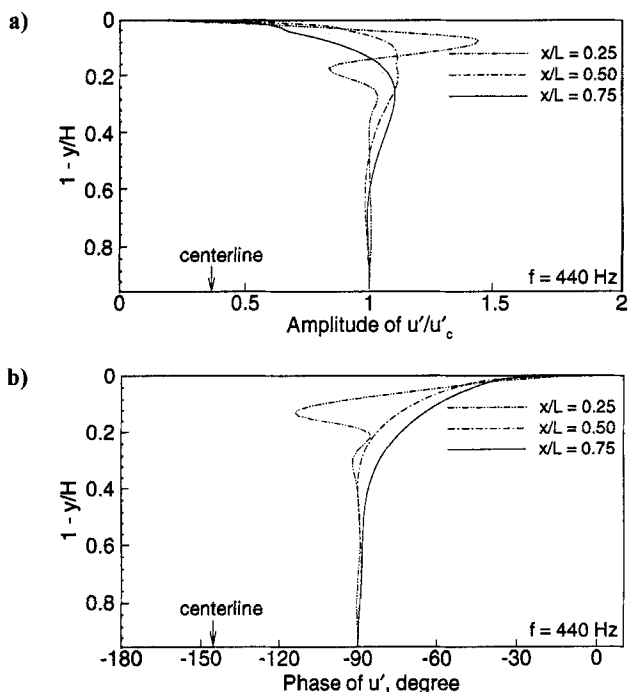 a)
0
0.2
0.4
0.6
0.8
1 - y/H
x/L = 0.25
x/L = 0.50
x/L = 0.75
centerline
f = 440 Hz
0 0.5 1 1.5 2
Amplitude of u'/u'c
b)
0
0.2
0.4
0.6
0.8
1 - y/H
x/L = 0.25
x/L = 0.50
x/L = 0.75
centerline
f = 440 Hz
-180 -150 -120 -90 -60 -30 0
Phase of u', degree